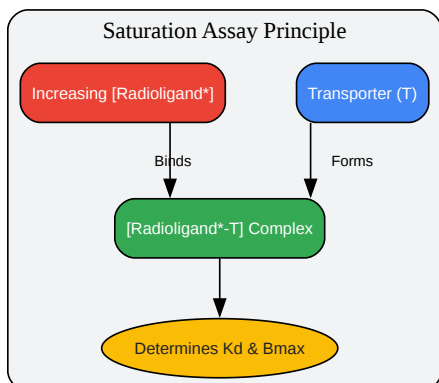 Saturation Assay Principle
Increasing [Radioligand*]
Transporter (T)
Binds
Forms
[Radioligand*-T] Complex
Determines Kd & Bmax